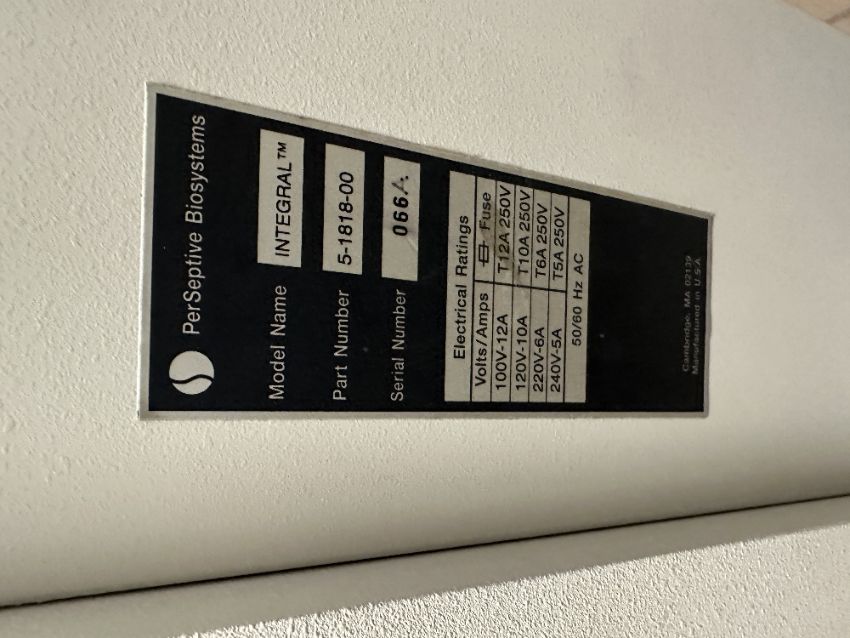 PerSeptive Biosystems
Model Name INTEGRAL™
Part Number 5-1818-00
Serial Number 066A
Electrical Ratings
Volts/Amps Fuse
100V-12A T12A 250V
120V-10A T10A 250V
220V-6A T6A 250V
240V-5A T5A 250V
50/60 Hz AC
Cambridge, MA 02139
Manufactured in U.S.A.